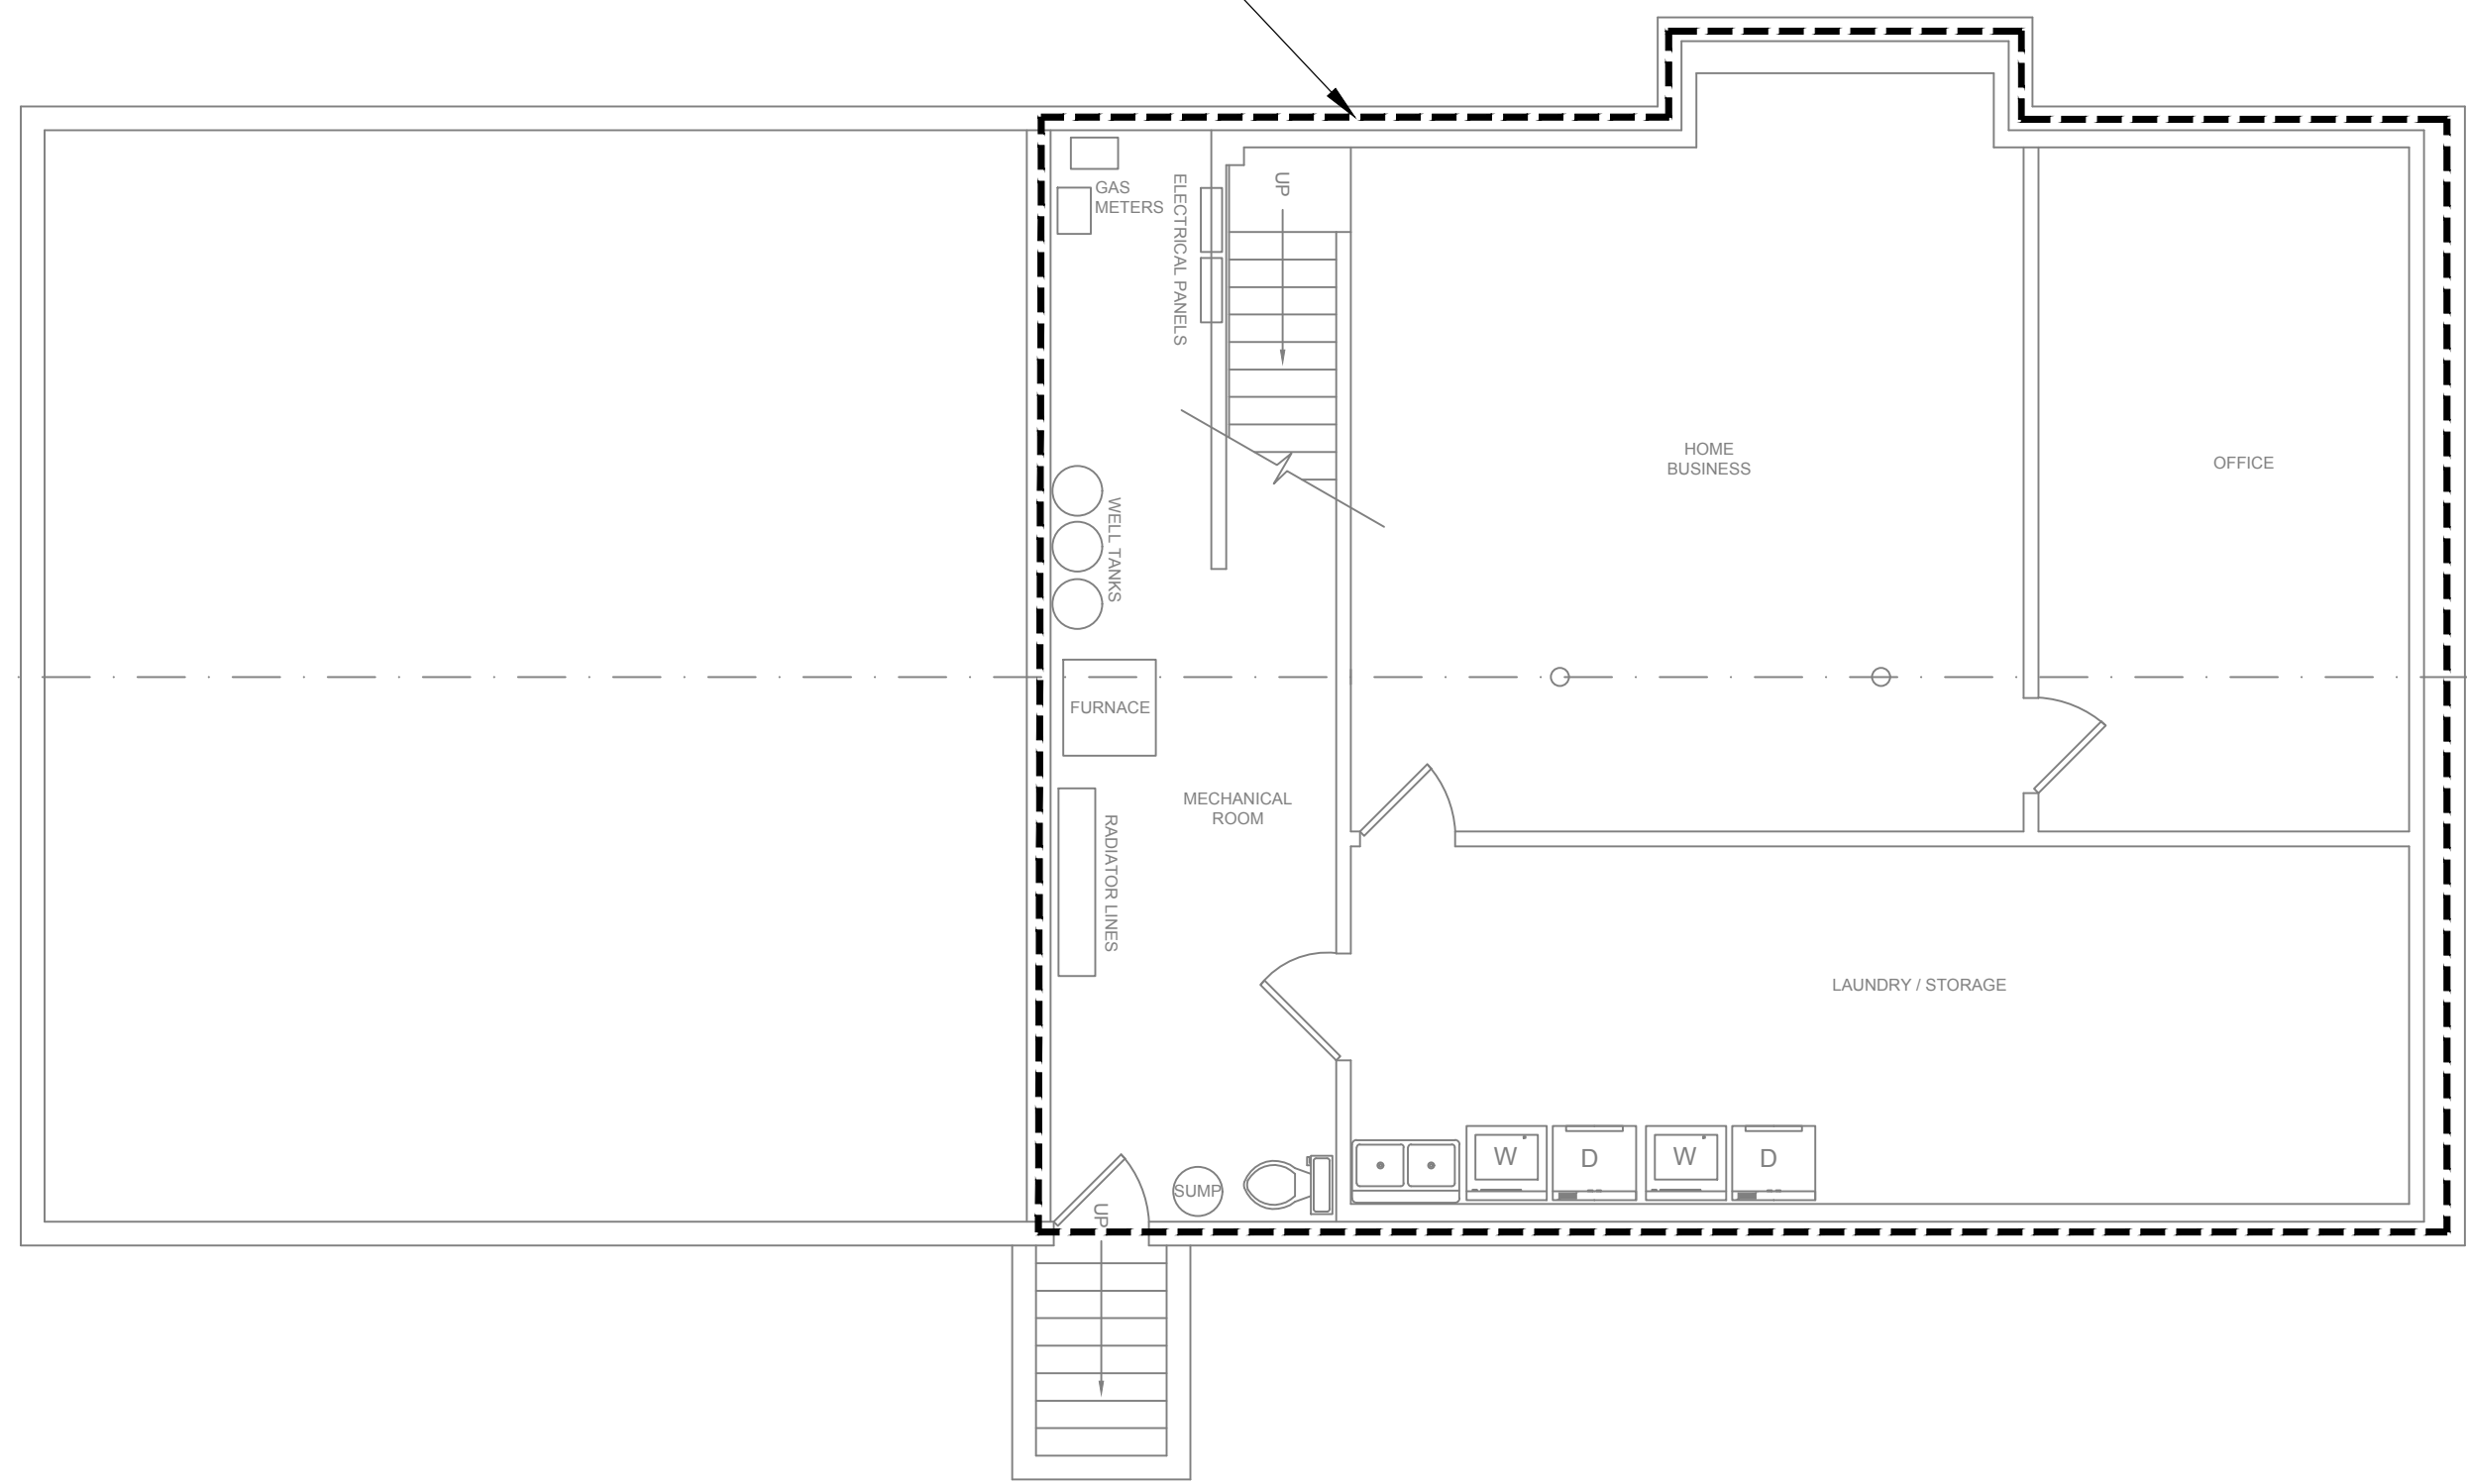 GAS
METERS
ELECTRICAL PANELS
UP
HOME
BUSINESS
OFFICE
WELL TANKS
FURNACE
MECHANICAL
ROOM
RADIATOR LINES
LAUNDRY / STORAGE
W
D
W
D
SUMP
UP